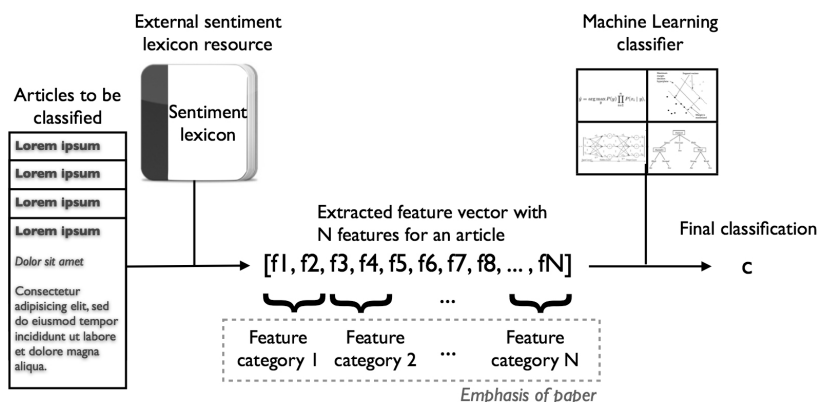 External sentiment
lexicon resource
Machine Learning
classifier
Articles to be
classified
Sentiment
lexicon
Lorem ipsum
Lorem ipsum
Lorem ipsum
Lorem ipsum
Dolor sit amet
Consectetur
adipisicing elit, sed
do eiusmod tempor
incididunt ut labore
et dolore magna
aliqua.
Extracted feature vector with
N features for an article
[f1, f2, f3, f4, f5, f6, f7, f8, ... , fN]
Final classification
c
...
Feature
category 1
Feature
category 2
...
Feature
category N
Emphasis of paper